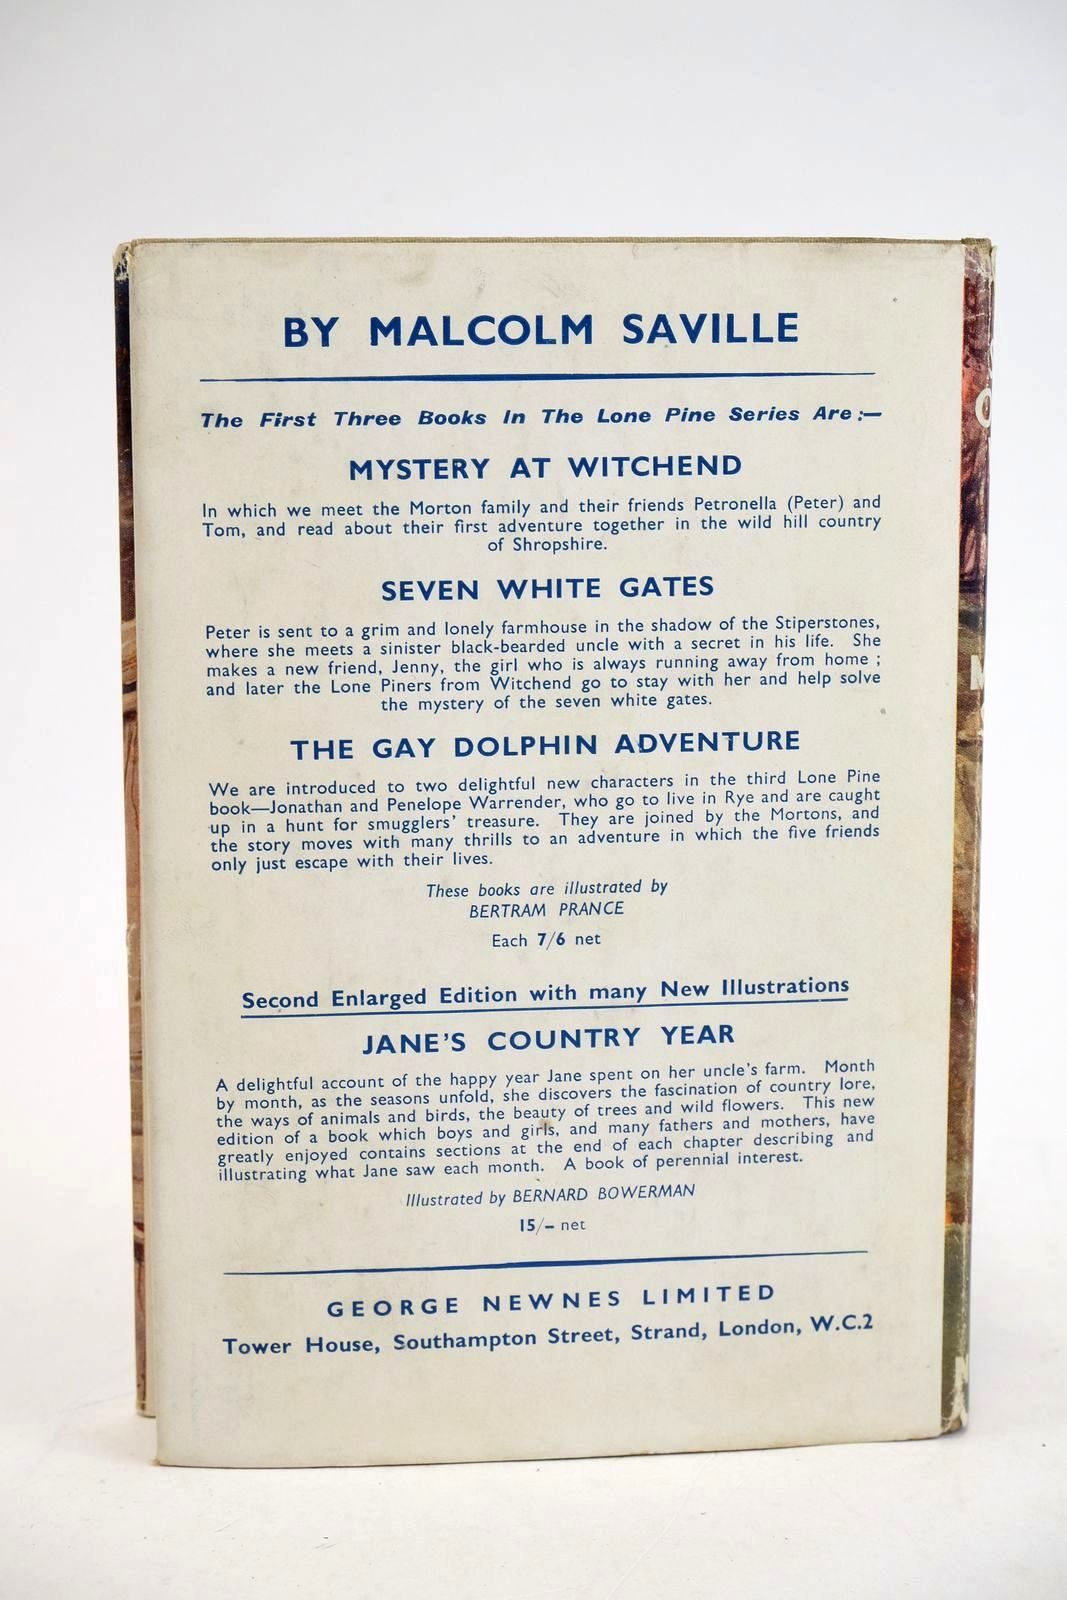 BY MALCOLM SAVILLE
The First Three Books In The Lone Pine Series Are :—
MYSTERY AT WITCHEND
In which we meet the Morton family and their friends Petronella (Peter) and
Tom, and read about their first adventure together in the wild hill country
of Shropshire.
SEVEN WHITE GATES
Peter is sent to a grim and lonely farmhouse in the shadow of the Stiperstones,
where she meets a sinister black-bearded uncle with a secret in his life. She
makes a new friend, Jenny, the girl who is always running away from home ;
and later the Lone Piners from Witchend go to stay with her and help solve
the mystery of the seven white gates.
THE GAY DOLPHIN ADVENTURE
We are introduced to two delightful new characters in the third Lone Pine
book—Jonathan and Penelope Warrender, who go to live in Rye and are caught
up in a hunt for smugglers' treasure. They are joined by the Mortons, and
the story moves with many thrills to an adventure in which the five friends
only just escape with their lives.
These books are illustrated by
BERTRAM PRANCE
Each 7/6 net
Second Enlarged Edition with many New Illustrations
JANE'S COUNTRY YEAR
A delightful account of the happy year Jane spent on her uncle's farm. Month
by month, as the seasons unfold, she discovers the fascination of country lore,
the ways of animals and birds, the beauty of trees and wild flowers. This new
edition of a book which boys and girls, and many fathers and mothers, have
greatly enjoyed contains sections at the end of each chapter describing and
illustrating what Jane saw each month. A book of perennial interest.
Illustrated by BERNARD BOWERMAN
15/– net
GEORGE NEWNES LIMITED
Tower House, Southampton Street, Strand, London, W.C.2